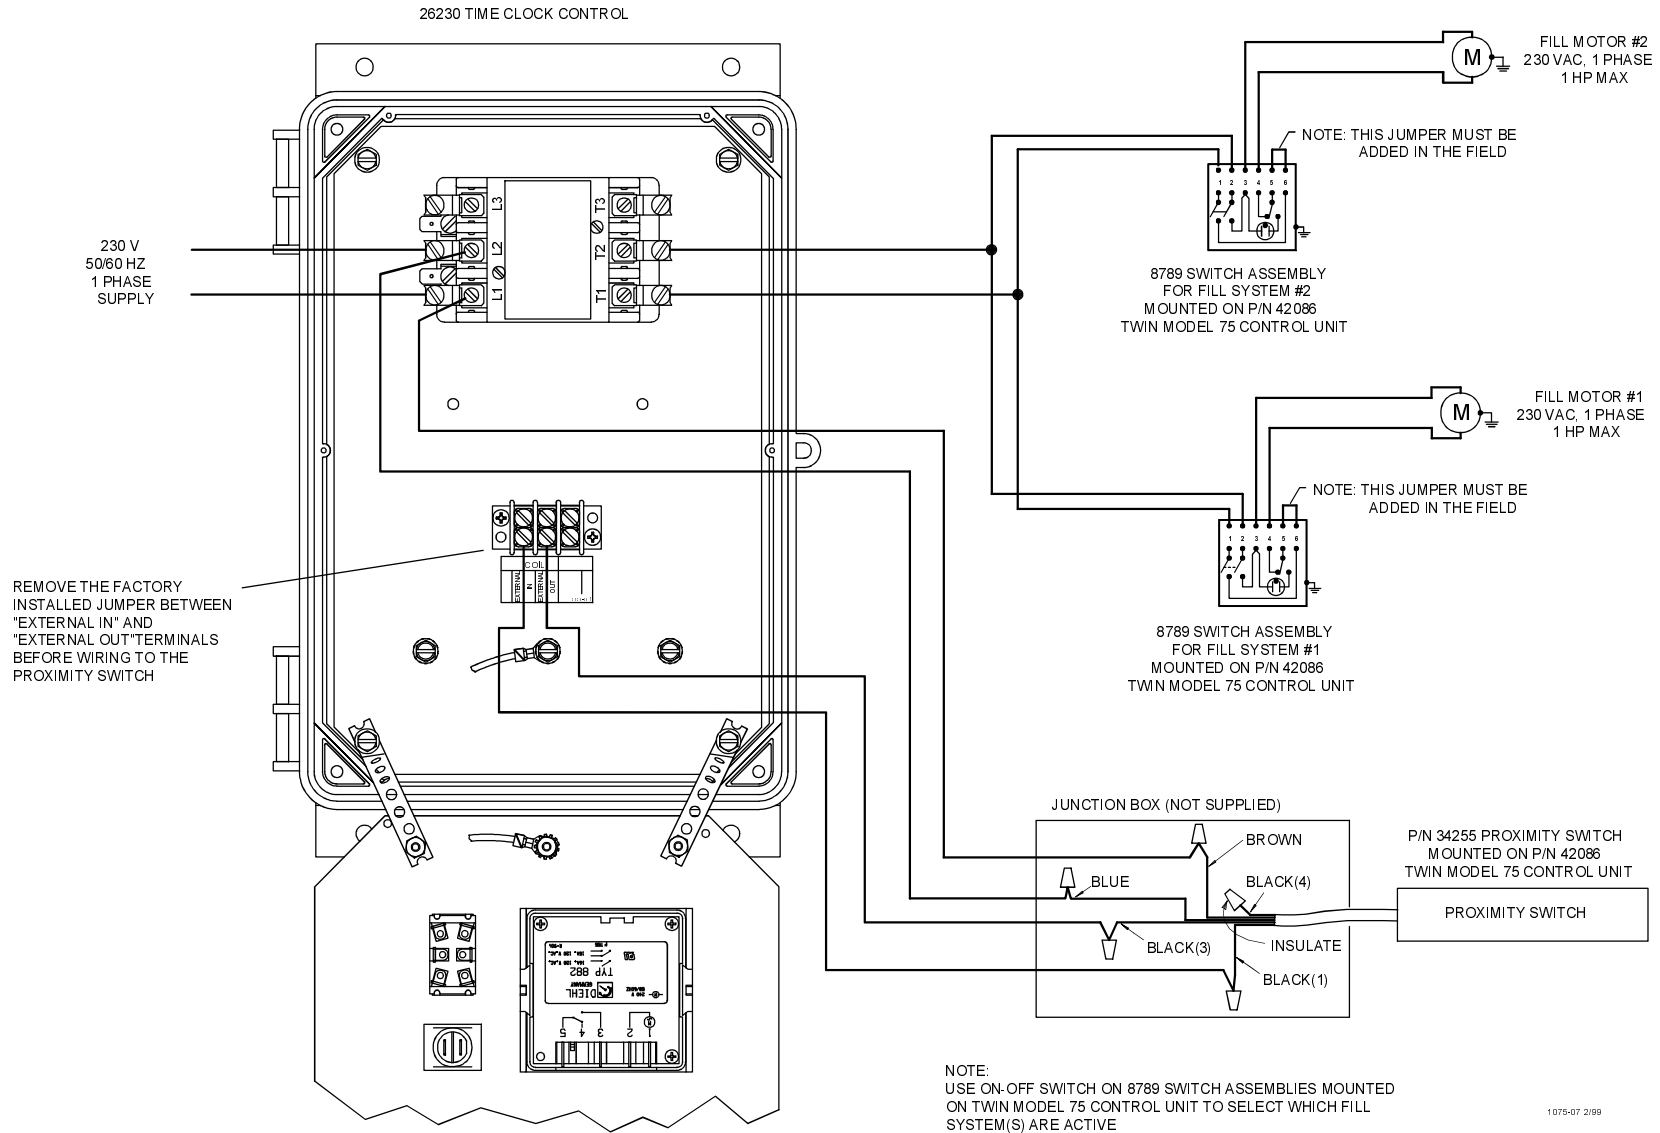 26230 TIME CLOCK CONTROL
FILL MOTOR #2
230 VAC, 1 PHASE
1 HP MAX
M
NOTE: THIS JUMPER MUST BE
ADDED IN THE FIELD
1 2 3 4 5 6
8789 SWITCH ASSEMBLY
FOR FILL SYSTEM #2
MOUNTED ON P/N 42086
TWIN MODEL 75 CONTROL UNIT
230 V
50/60 HZ
1 PHASE
SUPPLY
L3
L2
L1
T3
T2
T1
FILL MOTOR #1
230 VAC, 1 PHASE
1 HP MAX
M
NOTE: THIS JUMPER MUST BE
ADDED IN THE FIELD
1 2 3 4 5 6
8789 SWITCH ASSEMBLY
FOR FILL SYSTEM #1
MOUNTED ON P/N 42086
TWIN MODEL 75 CONTROL UNIT
COIL
EXTERNAL
IN
EXTERNAL
OUT
REMOVE THE FACTORY
INSTALLED JUMPER BETWEEN
"EXTERNAL IN" AND
"EXTERNAL OUT"TERMINALS
BEFORE WIRING TO THE
PROXIMITY SWITCH
JUNCTION BOX (NOT SUPPLIED)
BROWN
BLUE
BLACK(4)
BLACK(3)
INSULATE
BLACK(1)
P/N 34255 PROXIMITY SWITCH
MOUNTED ON P/N 42086
TWIN MODEL 75 CONTROL UNIT
PROXIMITY SWITCH
TYP 882
DIEHL
GERMANY
5 4 3 2 1
NOTE:
USE ON-OFF SWITCH ON 8789 SWITCH ASSEMBLIES MOUNTED
ON TWIN MODEL 75 CONTROL UNIT TO SELECT WHICH FILL
SYSTEM(S) ARE ACTIVE
1075-07 2/99